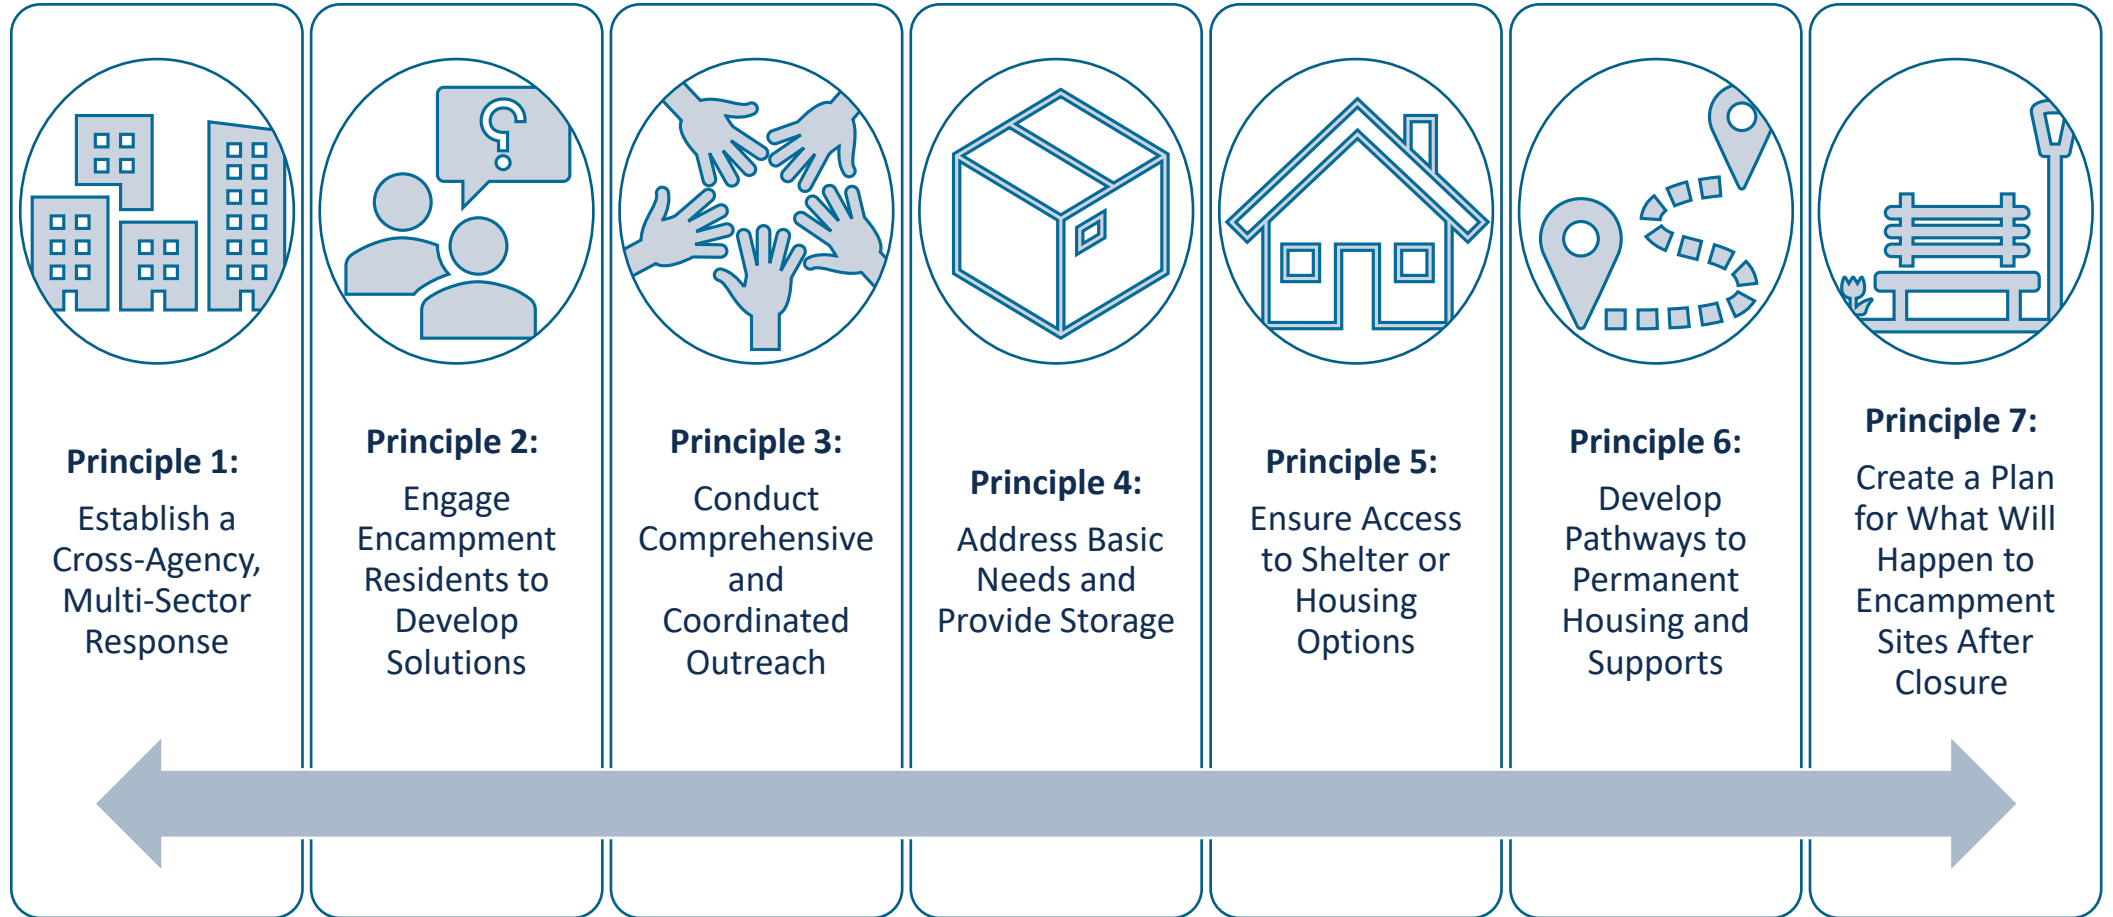 Principle 1:
Establish a
Cross-Agency,
Multi-Sector
Response
Principle 2:
Engage
Encampment
Residents to
Develop
Solutions
Principle 3:
Conduct
Comprehensive
and
Coordinated
Outreach
Principle 4:
Address Basic
Needs and
Provide Storage
Principle 5:
Ensure Access
to Shelter or
Housing
Options
Principle 6:
Develop
Pathways to
Permanent
Housing and
Supports
Principle 7:
Create a Plan
for What Will
Happen to
Encampment
Sites After
Closure